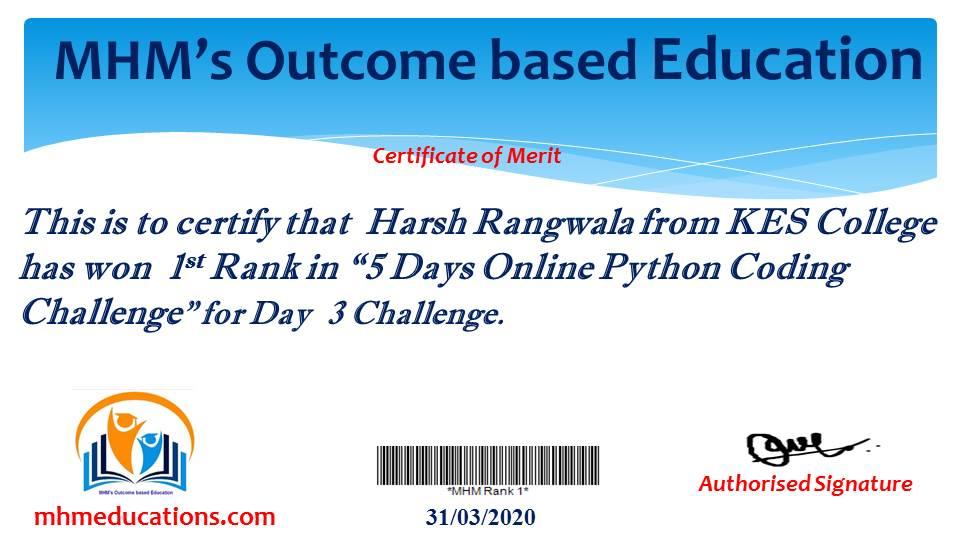 MHM’s Outcome based Education
Certificate of Merit
This is to certify that Harsh Rangwala from KES College
has won 1st Rank in “5 Days Online Python Coding
Challenge” for Day 3 Challenge.
MHM's Outcome based Education
*MHM Rank 1*
Authorised Signature
mhmeducations.com
31/03/2020